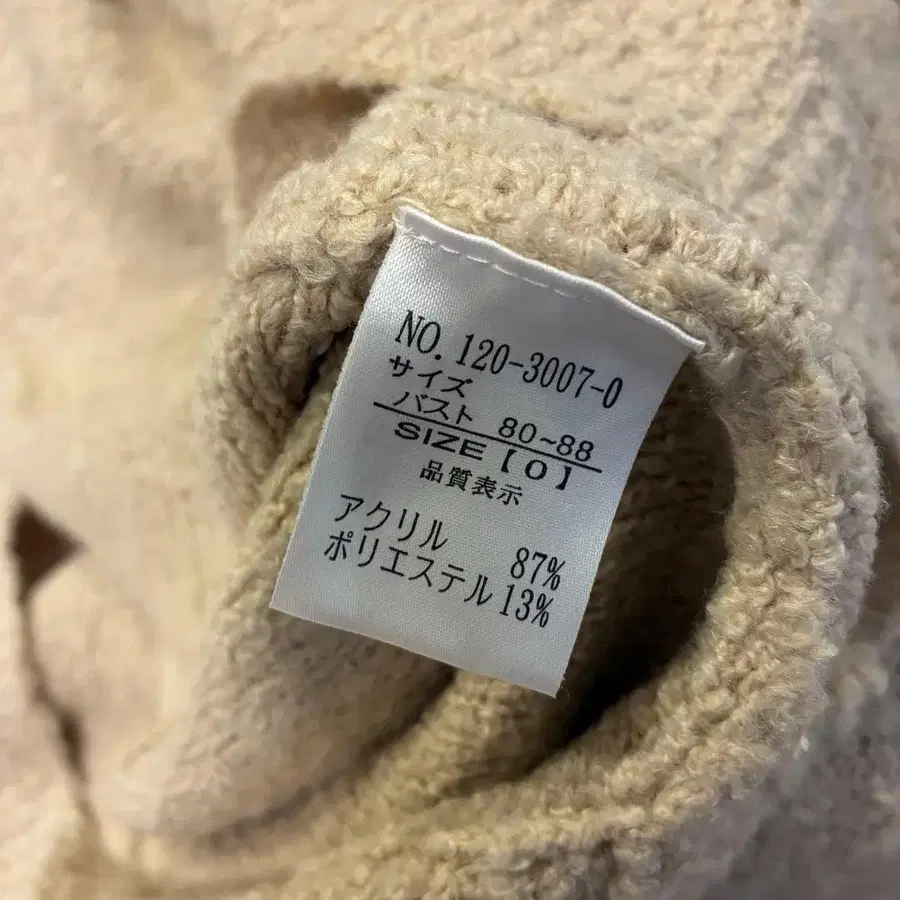 NO. 120-3007-0
サイズ
バスト 80~88
SIZE【0】
品質表示
アクリル 87%
ポリエステル 13%